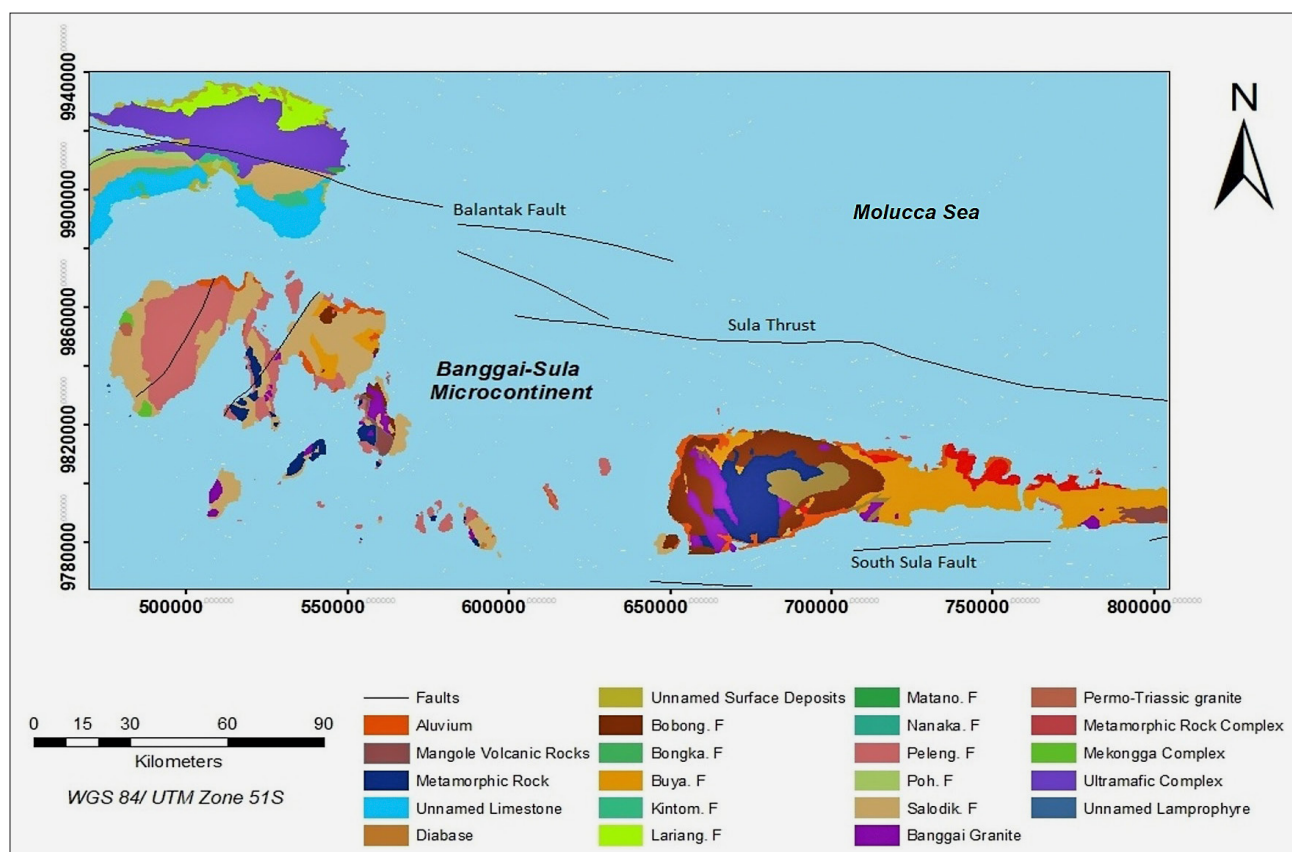 N
9940000
9900000
9860000
9820000
9780000
Balantak Fault
Molucca Sea
Sula Thrust
Banggai-Sula
Microcontinent
South Sula Fault
500000
550000
600000
650000
700000
750000
800000
0 15 30 60 90
Kilometers
WGS 84/ UTM Zone 51S
Faults
Aluvium
Mangole Volcanic Rocks
Metamorphic Rock
Unnamed Limestone
Diabase
Unnamed Surface Deposits
Bobong. F
Bongka. F
Buya. F
Kintom. F
Lariang. F
Matano. F
Nanaka. F
Peleng. F
Poh. F
Salodik. F
Banggai Granite
Permo-Triassic granite
Metamorphic Rock Complex
Mekongga Complex
Ultramafic Complex
Unnamed Lamprophyre